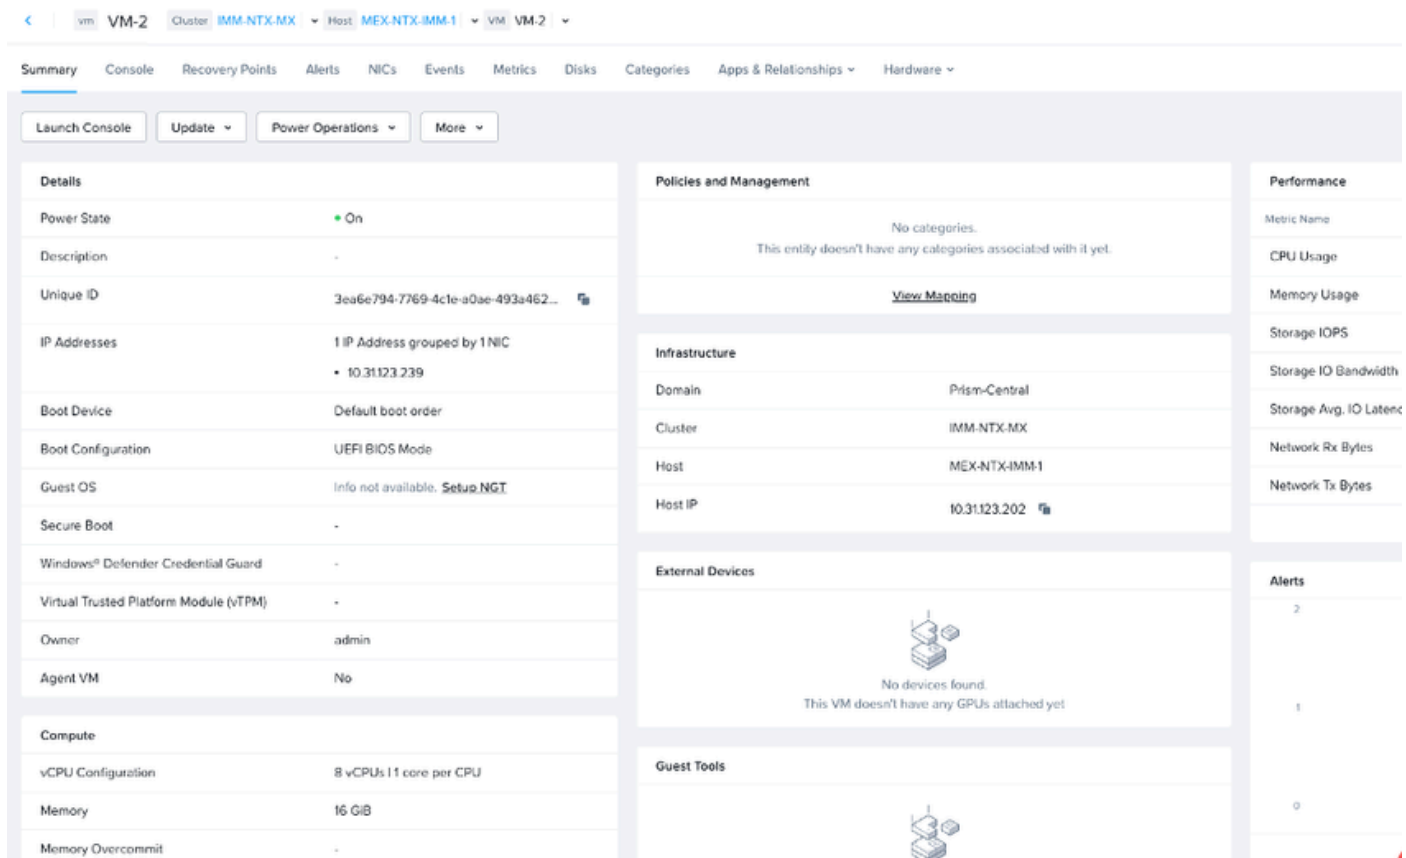 vm VM-2 Cluster IMM-NTX-MX Host MEX-NTX-IMM-1 VM VM-2
Summary Console Recovery Points Alerts NICs Events Metrics Disks Categories Apps & Relationships Hardware
Launch Console Update Power Operations More
Details
Power State On
Description -
Unique ID 3ea6e794-7769-4c1e-a0ae-493a462...
IP Addresses 1 IP Address grouped by 1 NIC
• 10.31.123.239
Boot Device Default boot order
Boot Configuration UEFI BIOS Mode
Guest OS Info not available. Setup NGT
Secure Boot -
Windows® Defender Credential Guard -
Virtual Trusted Platform Module (vTPM) -
Owner admin
Agent VM No
Compute
vCPU Configuration 8 vCPUs | 1 core per CPU
Memory 16 GiB
Memory Overcommit -
Policies and Management
No categories.
This entity doesn't have any categories associated with it yet.
View Mapping
Infrastructure
Domain Prism-Central
Cluster IMM-NTX-MX
Host MEX-NTX-IMM-1
Host IP 10.31.123.202
External Devices
No devices found.
This VM doesn't have any GPUs attached yet
Guest Tools
Performance
Metric Name
CPU Usage
Memory Usage
Storage IOPS
Storage IO Bandwidth
Storage Avg. IO Latenc
Network Rx Bytes
Network Tx Bytes
Alerts
2
1
0